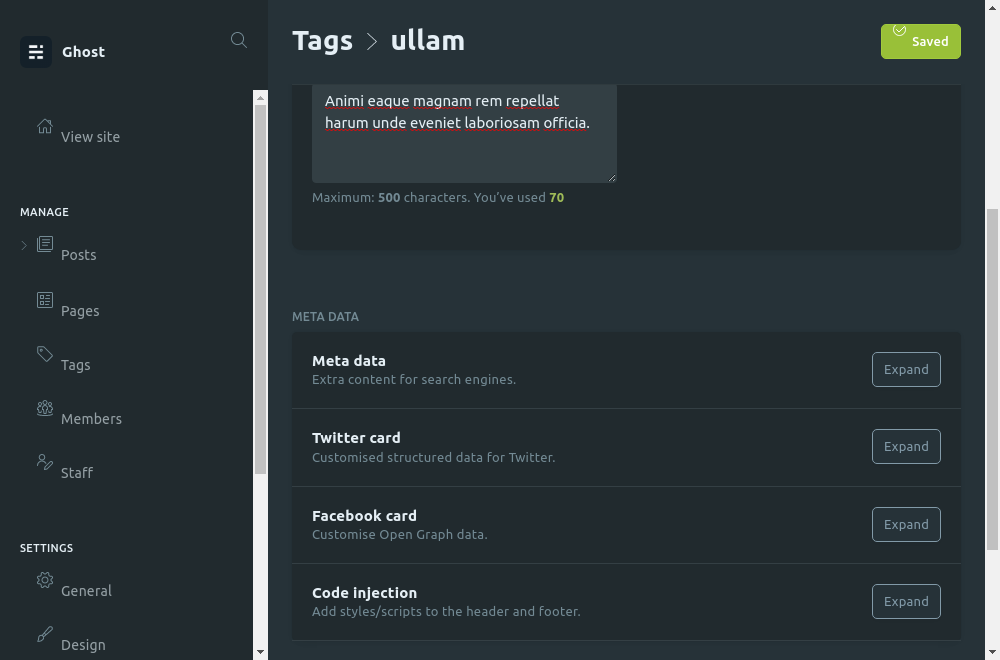 Ghost
View site
MANAGE
Posts
Pages
Tags
Members
Staff
SETTINGS
General
Design
Tags > ullam
Saved
Animi eaque magnam rem repellat
harum unde eveniet laboriosam officia.
Maximum: 500 characters. You’ve used 70
META DATA
Meta data
Extra content for search engines.
Expand
Twitter card
Customised structured data for Twitter.
Expand
Facebook card
Customise Open Graph data.
Expand
Code injection
Add styles/scripts to the header and footer.
Expand